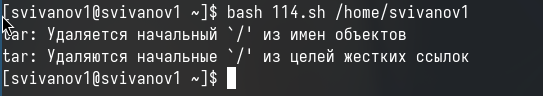 [svivanov1@svivanov1 ~]$ bash 114.sh /home/svivanov1
tar: Удаляется начальный `/' из имен объектов
tar: Удаляются начальные `/' из целей жестких ссылок
[svivanov1@svivanov1 ~]$